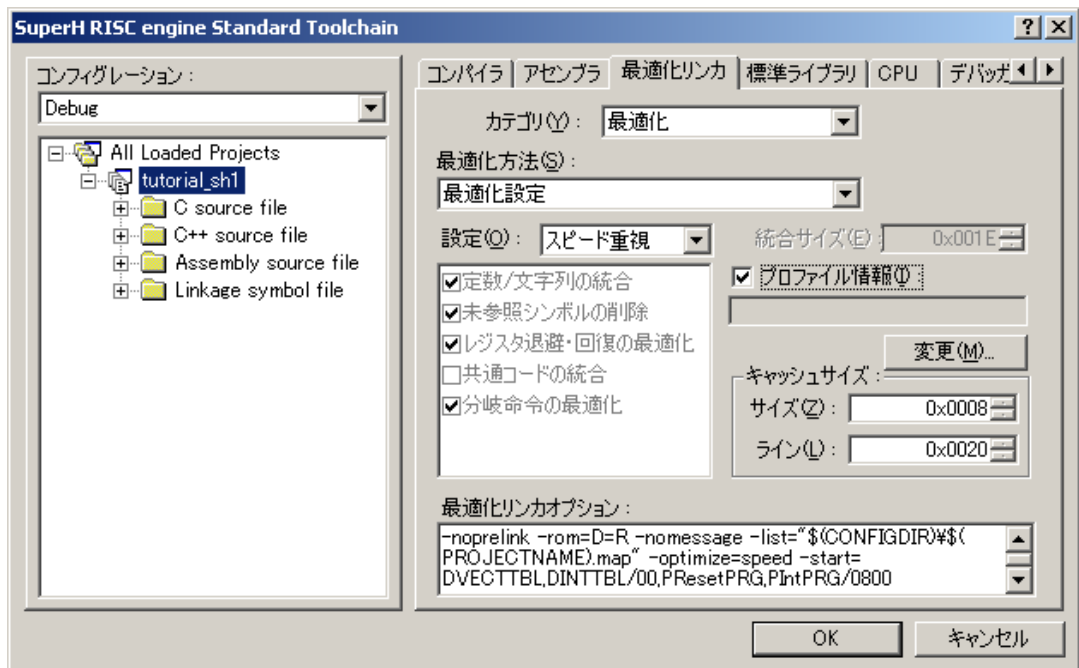 SuperH RISC engine Standard Toolchain
コンフィグレーション :
Debug
All Loaded Projects
tutorial_sh1
C source file
C++ source file
Assembly source file
Linkage symbol file
コンパイラ アセンブラ 最適化リンカ 標準ライブラリ CPU デバッガ
カテゴリ(Y) : 最適化
最適化方法(S) :
最適化設定
設定(O) : スピード重視 統合サイズ(E) : 0x001E
定数/文字列の統合
未参照シンボルの削除
レジスタ退避・回復の最適化
共通コードの統合
分岐命令の最適化
プロファイル情報(I) :
変更(M)...
キャッシュサイズ :
サイズ(Z) : 0x0008
ライン(L) : 0x0020
最適化リンカオプション :
-noprelink -rom=D=R -nomessage -list="$(CONFIGDIR)¥$(
PROJECTNAME).map" -optimize=speed -start=
DVECTTBL,DINTTBL/00,PResetPRG,PIntPRG/0800
OK キャンセル